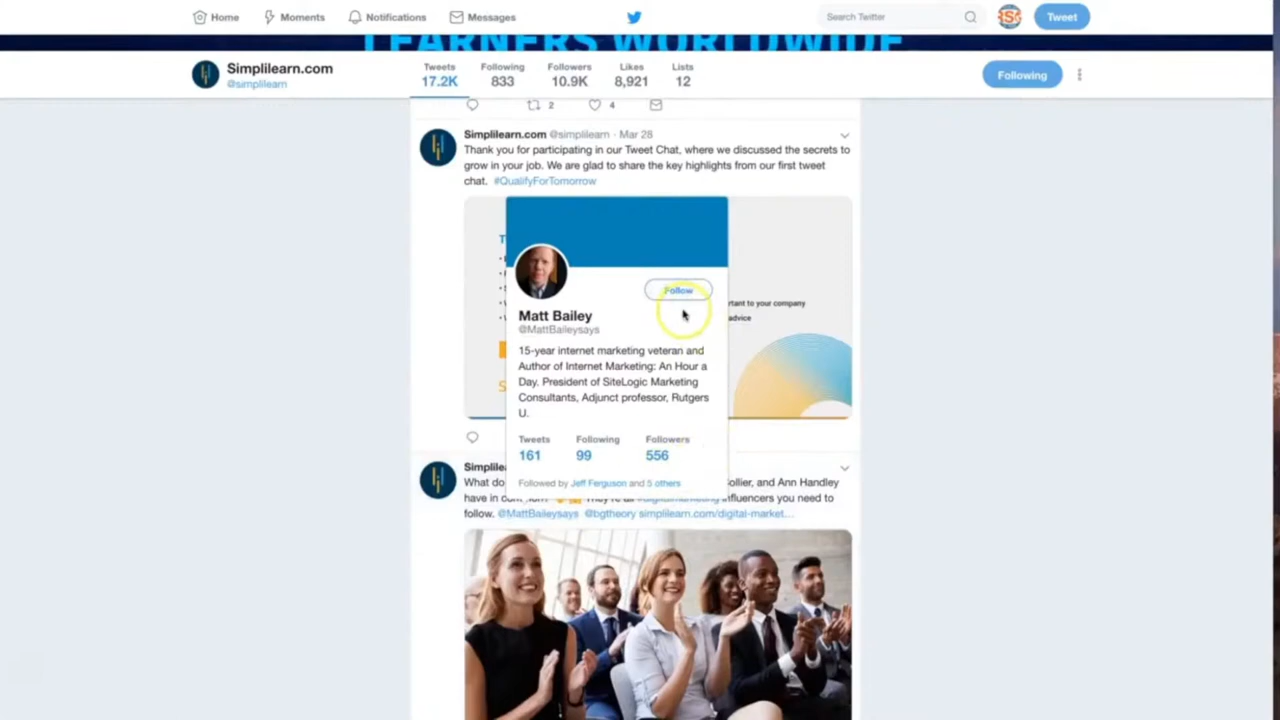 Home
Moments
Notifications
Messages
Search Twitter
Tweet
LEARNERS WORLDWIDE
Simplilearn.com
@simplilearn
Tweets
17.2K
Following
833
Followers
10.9K
Likes
8,921
Lists
12
Following
2
4
Simplilearn.com @simplilearn · Mar 28
Thank you for participating in our Tweet Chat, where we discussed the secrets to
grow in your job. We are glad to share the key highlights from our first tweet
chat. #QualifyForTomorrow
Follow
rtant to your company
advice
Matt Bailey
@MattBaileysays
15-year internet marketing veteran and
Author of Internet Marketing: An Hour a
Day. President of SiteLogic Marketing
Consultants, Adjunct professor, Rutgers
U.
Tweets
161
Following
99
Followers
556
Followed by Jeff Ferguson and 5 others
Simplile
What do ollier, and Ann Handley
have in #digitalmarketing influencers you need to
follow. @MattBaileysays @bgtheory simplilearn.com/digital-market...